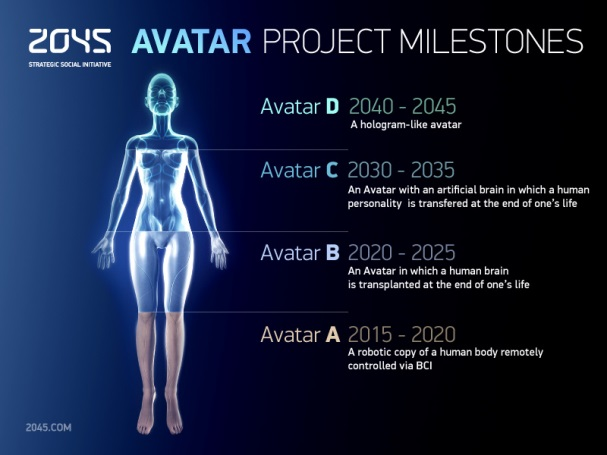 2045
STRATEGIC SOCIAL INITIATIVE
AVATAR PROJECT MILESTONES
Avatar D 2040 - 2045
A hologram-like avatar
Avatar C 2030 - 2035
An Avatar with an artificial brain in which a human
personality is transfered at the end of one's life
Avatar B 2020 - 2025
An Avatar in which a human brain
is transplanted at the end of one's life
Avatar A 2015 - 2020
A robotic copy of a human body remotely
controlled via BCI
2045.COM